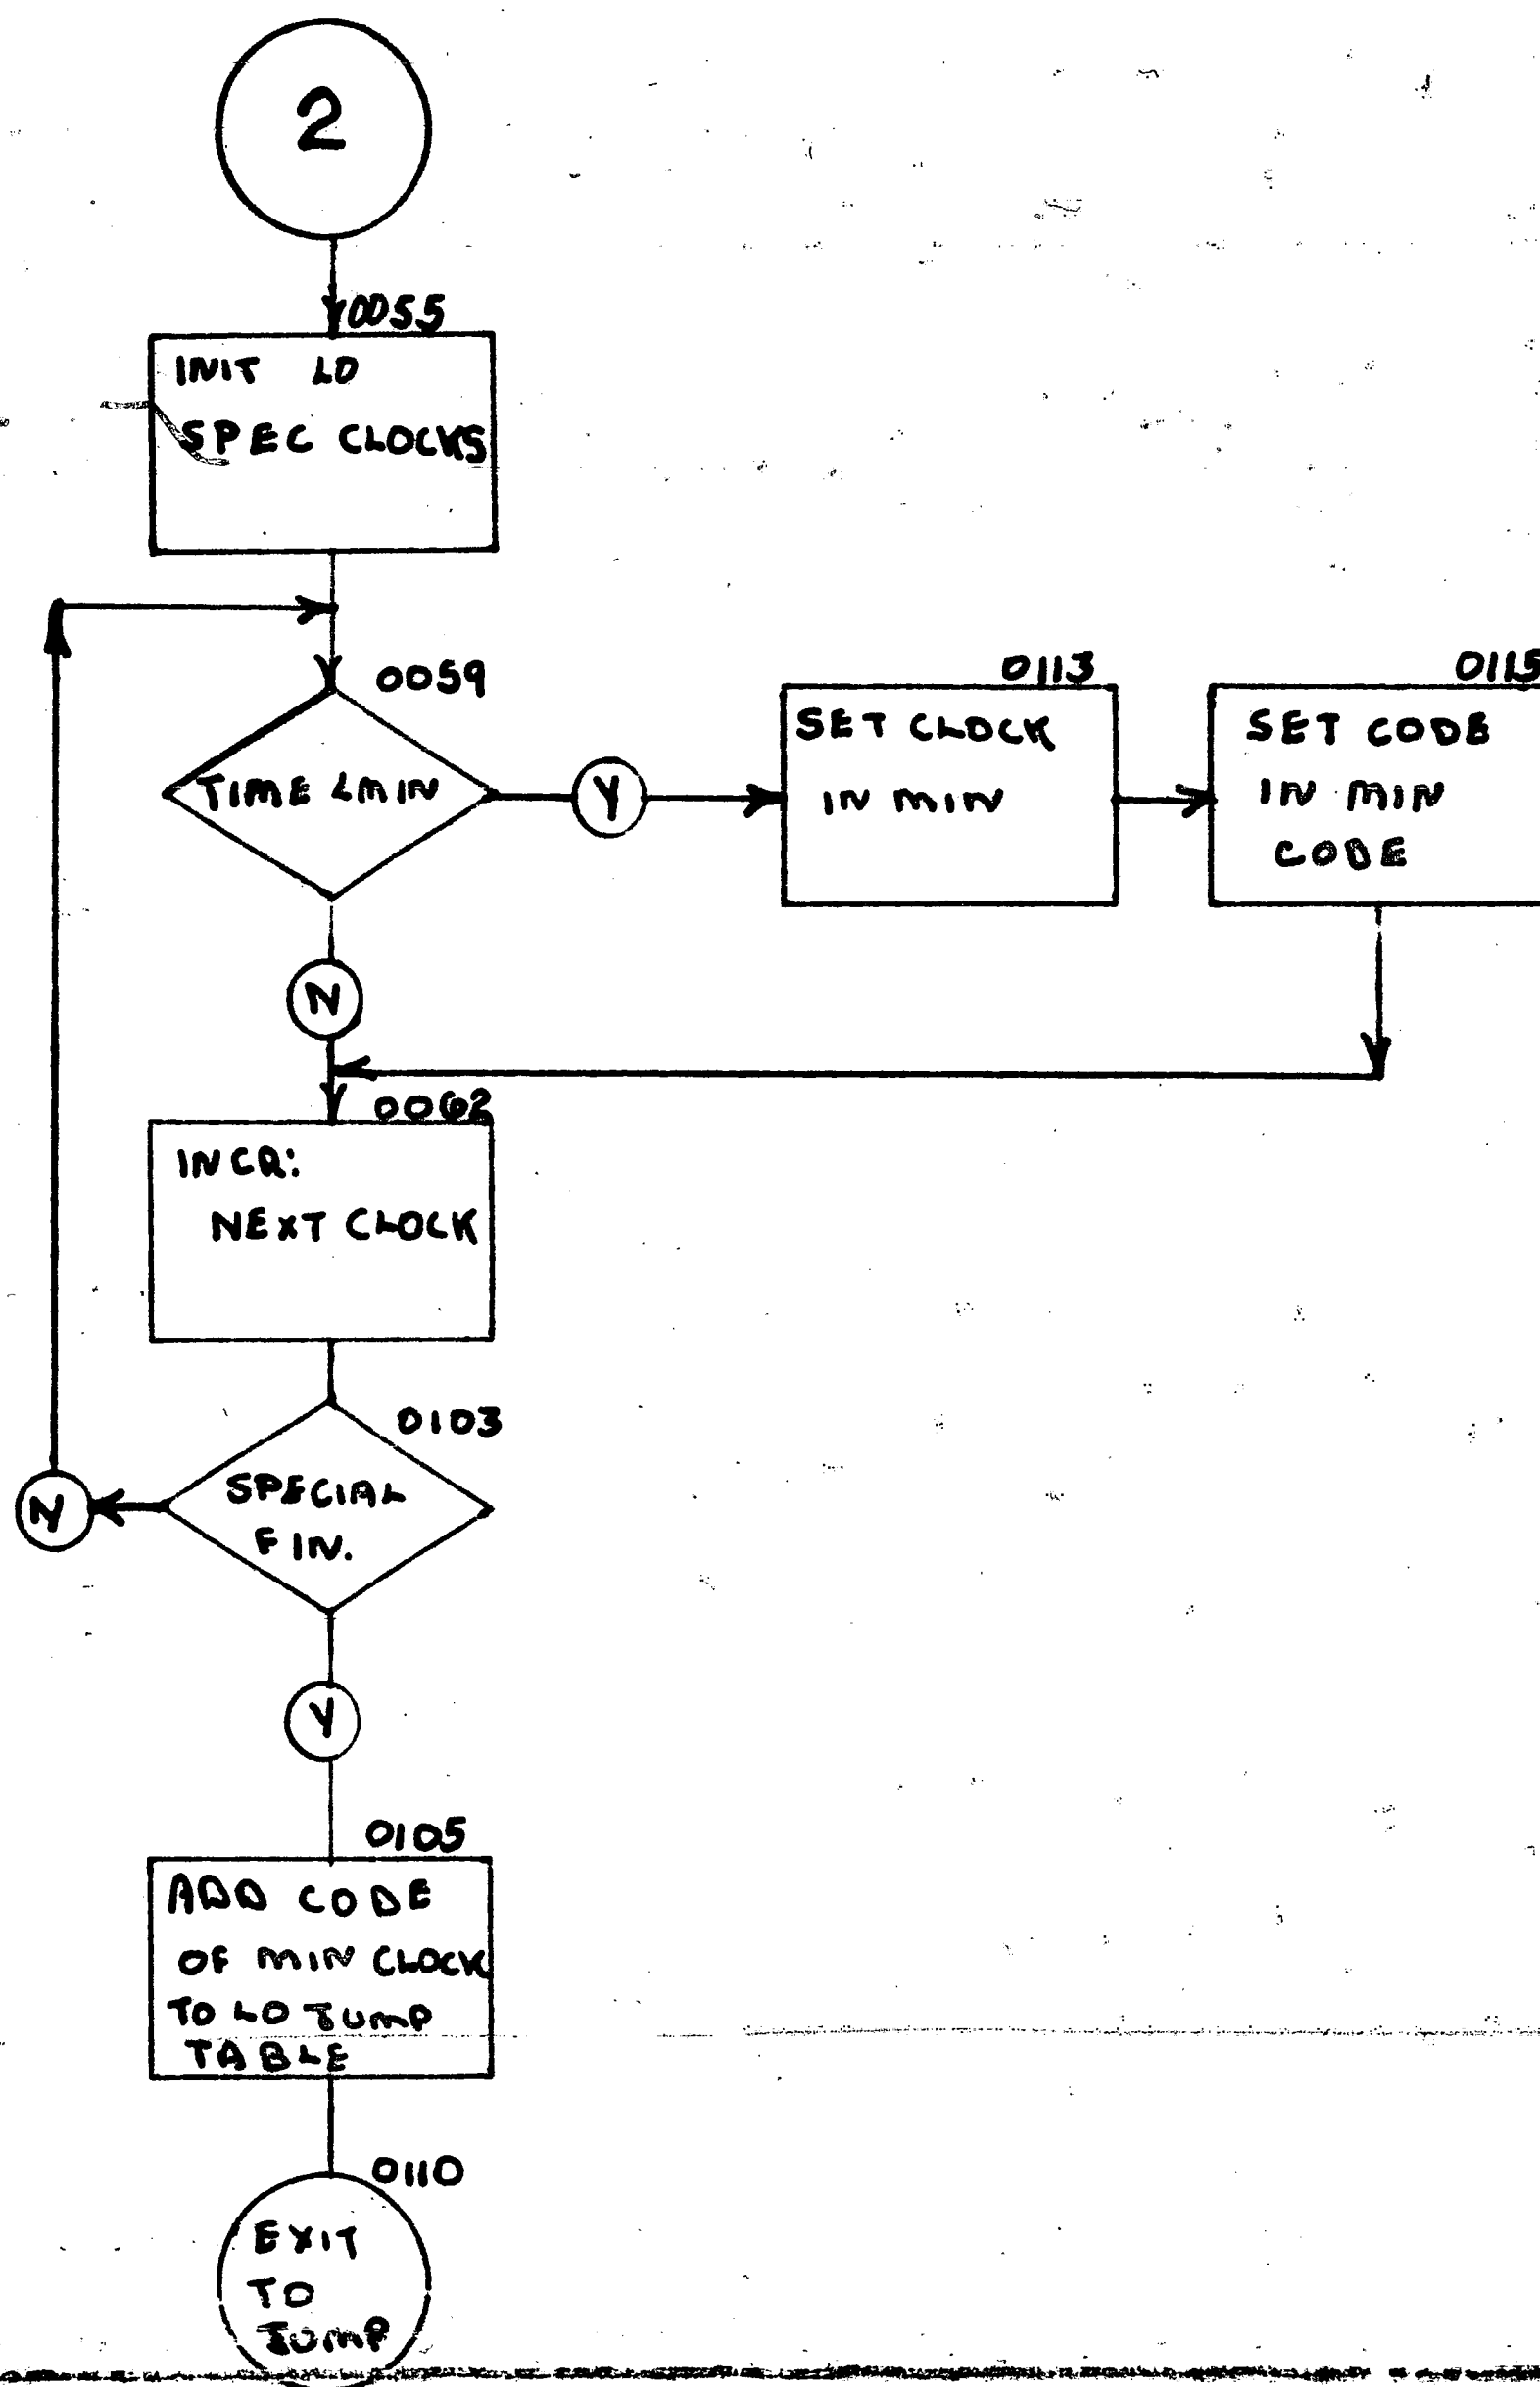 2
0055
INIT LO
SPEC CLOCKS
0059
TIME <MIN
Y
0113
SET CLOCK
IN MIN
0115
SET CODE
IN MIN
CODE
N
0062
INCR:
NEXT CLOCK
0103
SPECIAL
FIN.
N
Y
0105
ADD CODE
OF MIN CLOCK
TO LO JUMP
TABLE
0110
EXIT
TO
JUMP